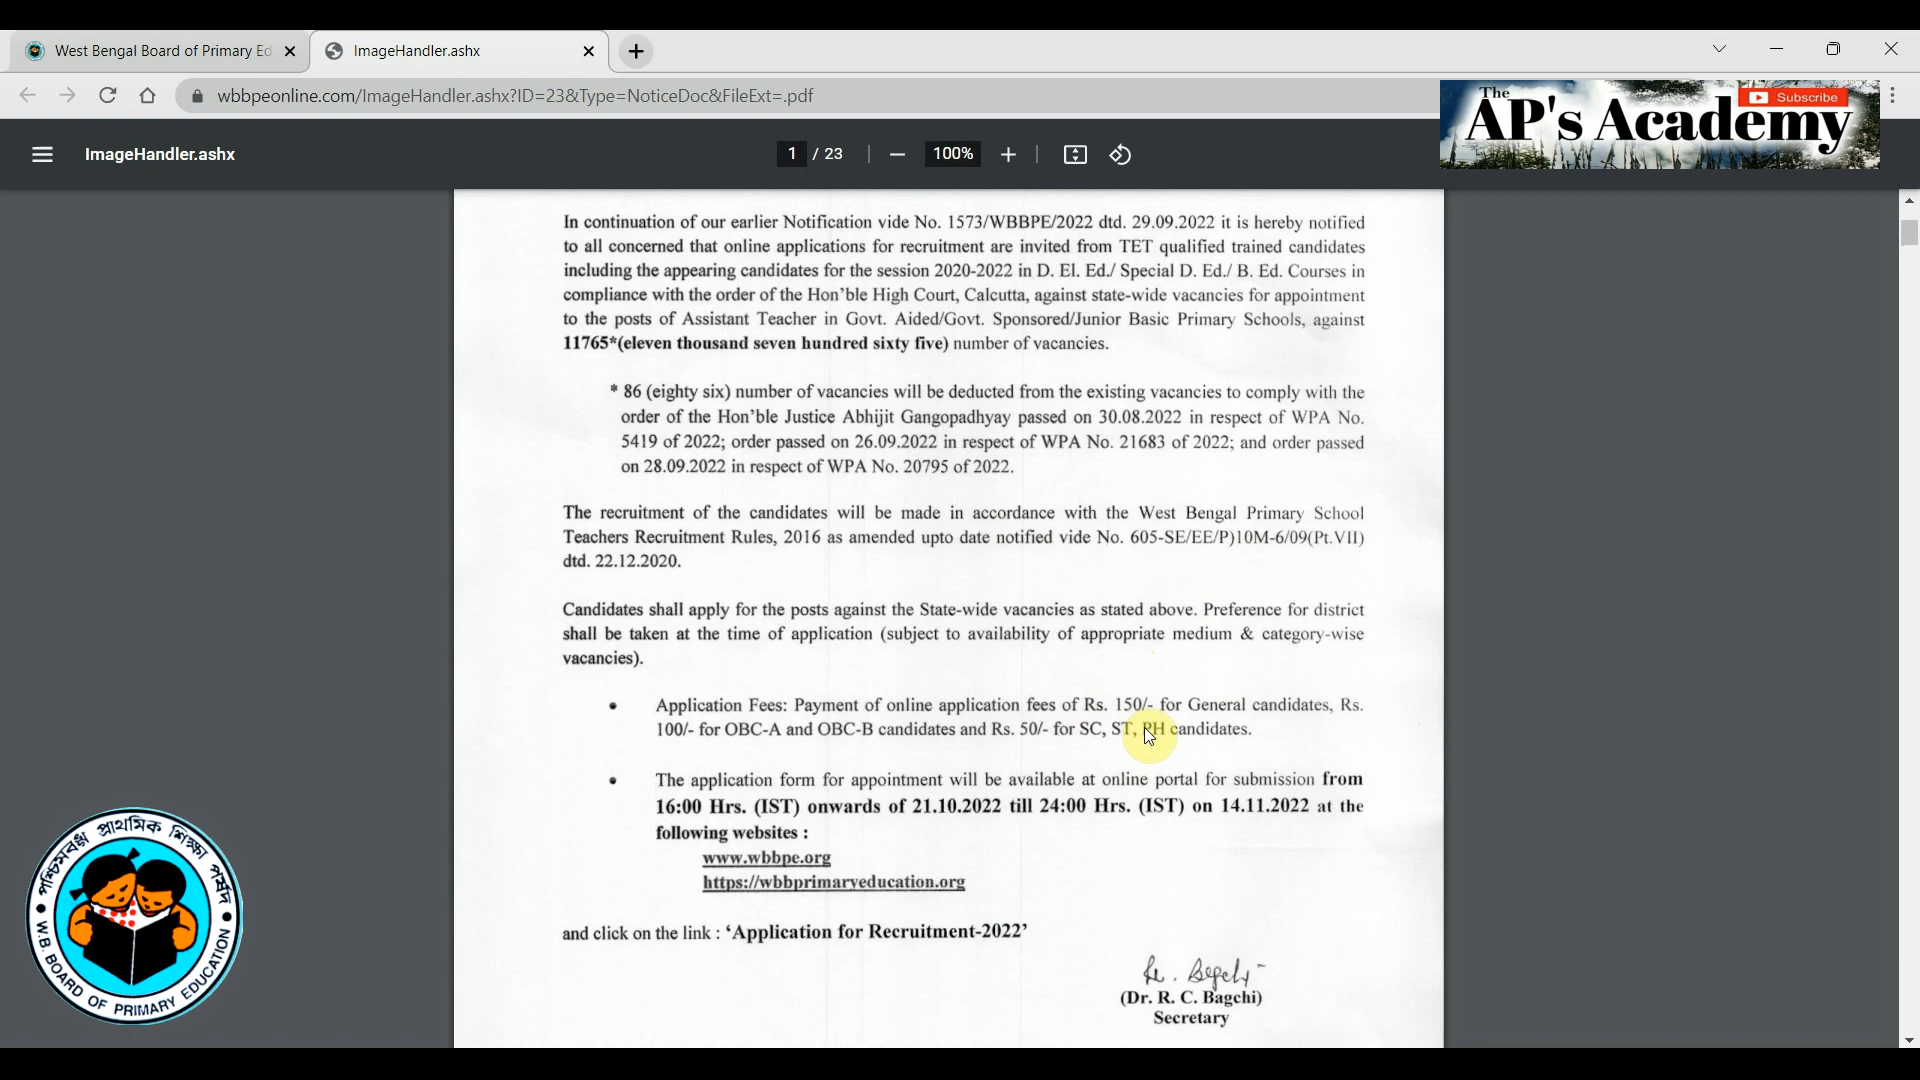 West Bengal Board of Primary Ed
ImageHandler.ashx
wbbpeonline.com/ImageHandler.ashx?ID=23&Type=NoticeDoc&FileExt=.pdf
The
AP's Academy
Subscribe
ImageHandler.ashx
1 / 23
100%
In continuation of our earlier Notification vide No. 1573/WBBPE/2022 dtd. 29.09.2022 it is hereby notified
to all concerned that online applications for recruitment are invited from TET qualified trained candidates
including the appearing candidates for the session 2020-2022 in D. El. Ed./ Special D. Ed./ B. Ed. Courses in
compliance with the order of the Hon'ble High Court, Calcutta, against state-wide vacancies for appointment
to the posts of Assistant Teacher in Govt. Aided/Govt. Sponsored/Junior Basic Primary Schools, against
11765*(eleven thousand seven hundred sixty five) number of vacancies.
* 86 (eighty six) number of vacancies will be deducted from the existing vacancies to comply with the
order of the Hon'ble Justice Abhijit Gangopadhyay passed on 30.08.2022 in respect of WPA No.
5419 of 2022; order passed on 26.09.2022 in respect of WPA No. 21683 of 2022; and order passed
on 28.09.2022 in respect of WPA No. 20795 of 2022.
The recruitment of the candidates will be made in accordance with the West Bengal Primary School
Teachers Recruitment Rules, 2016 as amended upto date notified vide No. 605-SE/EE/P)10M-6/09(Pt.VII)
dtd. 22.12.2020.
Candidates shall apply for the posts against the State-wide vacancies as stated above. Preference for district
shall be taken at the time of application (subject to availability of appropriate medium & category-wise
vacancies).
• Application Fees: Payment of online application fees of Rs. 150/- for General candidates, Rs.
100/- for OBC-A and OBC-B candidates and Rs. 50/- for SC, ST, PH candidates.
• The application form for appointment will be available at online portal for submission from
16:00 Hrs. (IST) onwards of 21.10.2022 till 24:00 Hrs. (IST) on 14.11.2022 at the
following websites :
www.wbbpe.org
https://wbbprimaryeducation.org
and click on the link : 'Application for Recruitment-2022'
R. C. Bagchi
(Dr. R. C. Bagchi)
Secretary
পশ্চিমবঙ্গ প্রাথমিক শিক্ষা পর্ষদ
W.B. BOARD OF PRIMARY EDUCATION